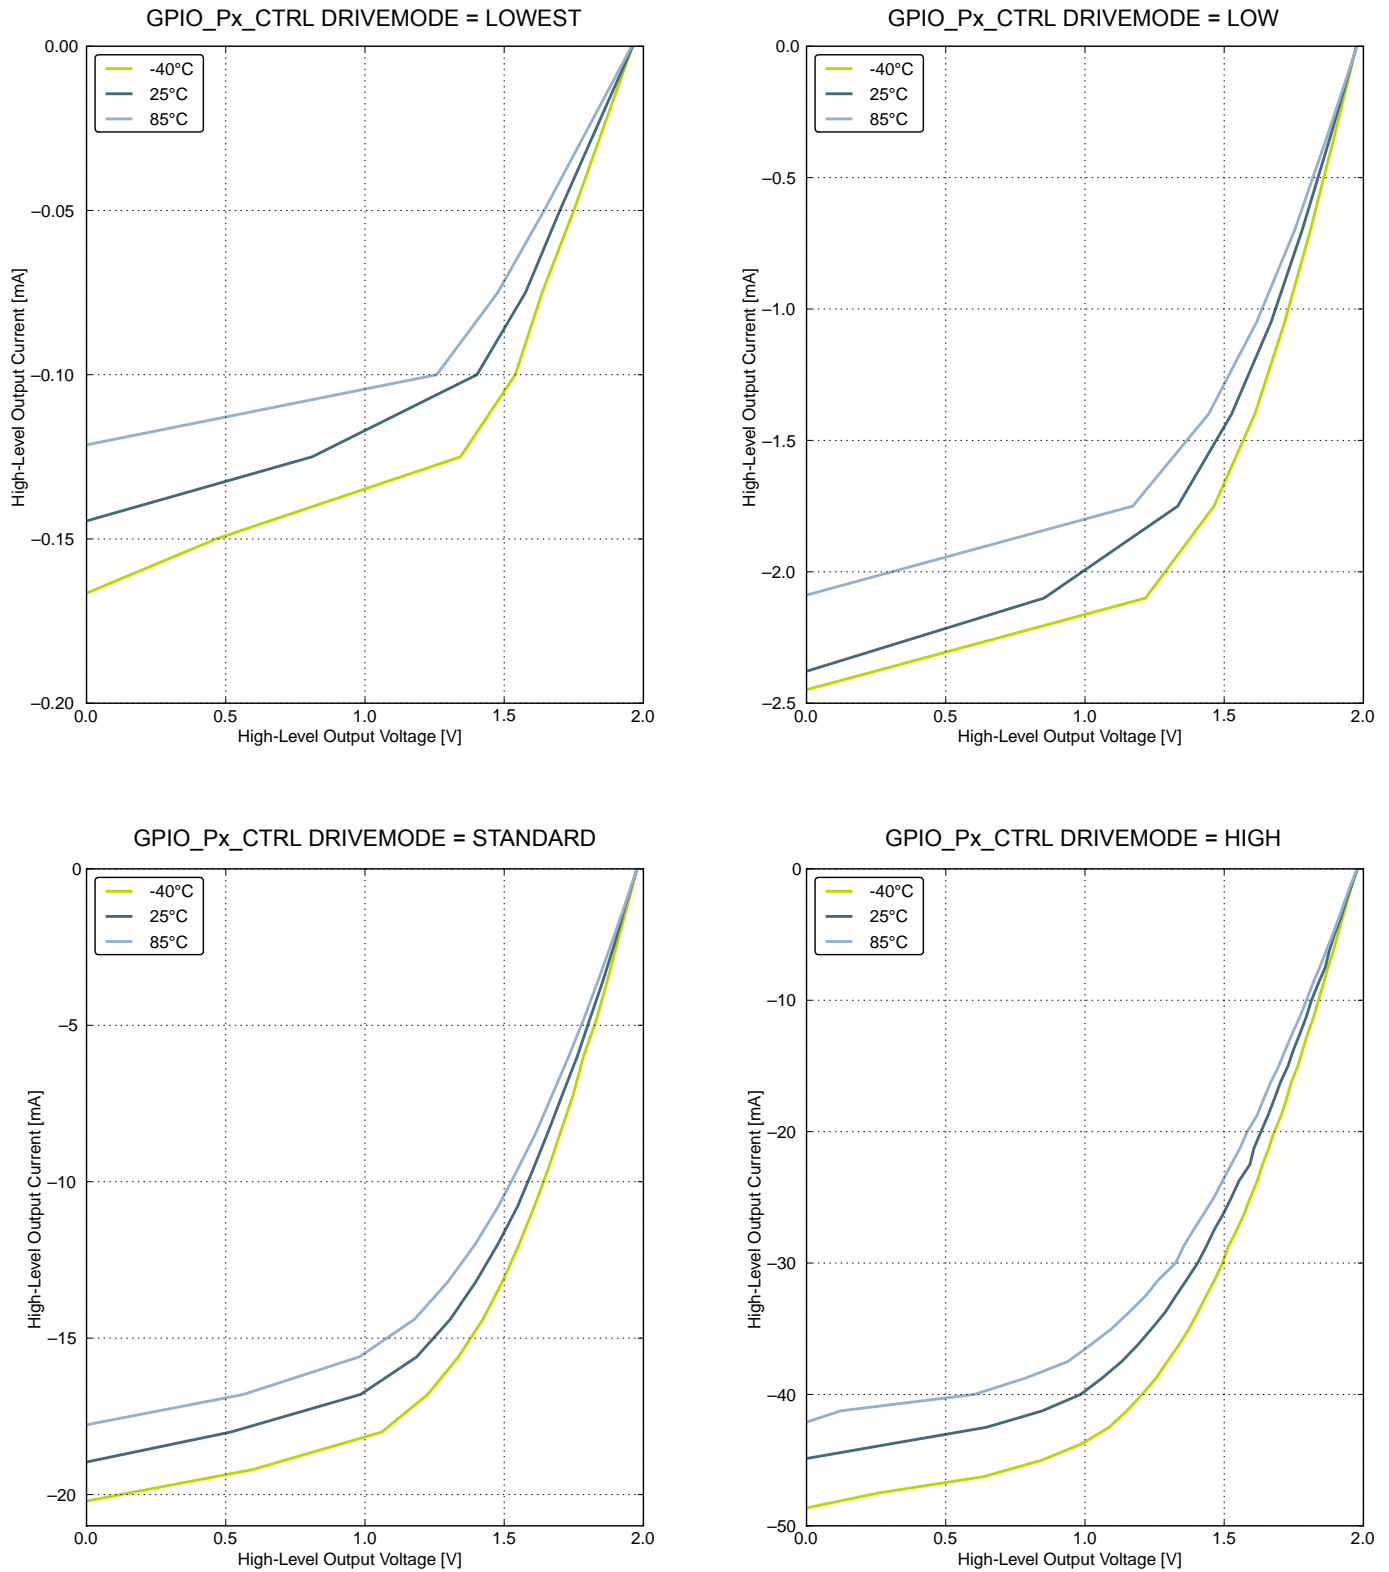 GPIO_Px_CTRL DRIVEMODE = LOWEST
0.00
–0.05
–0.10
–0.15
–0.20
High-Level Output Current [mA]
-40°C
25°C
85°C
0.0 0.5 1.0 1.5 2.0
High-Level Output Voltage [V]
GPIO_Px_CTRL DRIVEMODE = LOW
0.0
–0.5
–1.0
–1.5
–2.0
–2.5
High-Level Output Current [mA]
-40°C
25°C
85°C
0.0 0.5 1.0 1.5 2.0
High-Level Output Voltage [V]
GPIO_Px_CTRL DRIVEMODE = STANDARD
0
–5
–10
–15
–20
High-Level Output Current [mA]
-40°C
25°C
85°C
0.0 0.5 1.0 1.5 2.0
High-Level Output Voltage [V]
GPIO_Px_CTRL DRIVEMODE = HIGH
0
–10
–20
–30
–40
–50
High-Level Output Current [mA]
-40°C
25°C
85°C
0.0 0.5 1.0 1.5 2.0
High-Level Output Voltage [V]